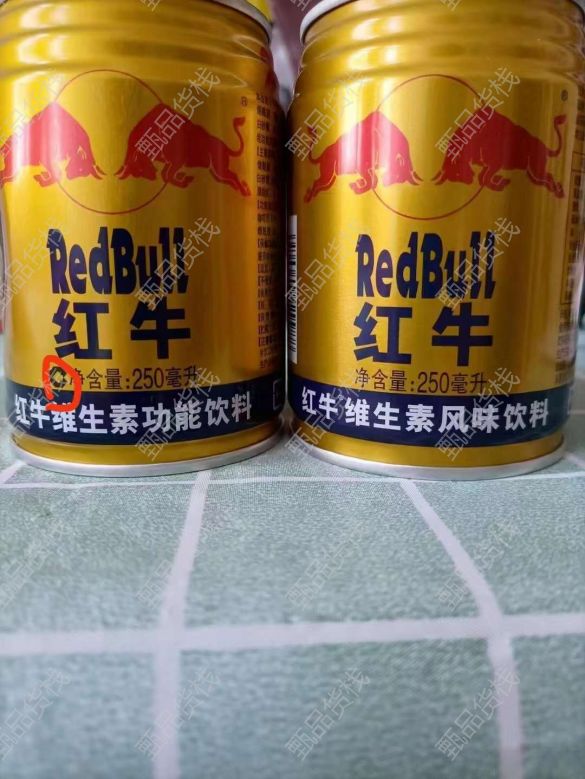 RedBull
红牛
净含量:250毫升
红牛维生素功能饮料
RedBull
红牛
净含量:250毫升
红牛维生素风味饮料
甄品货栈